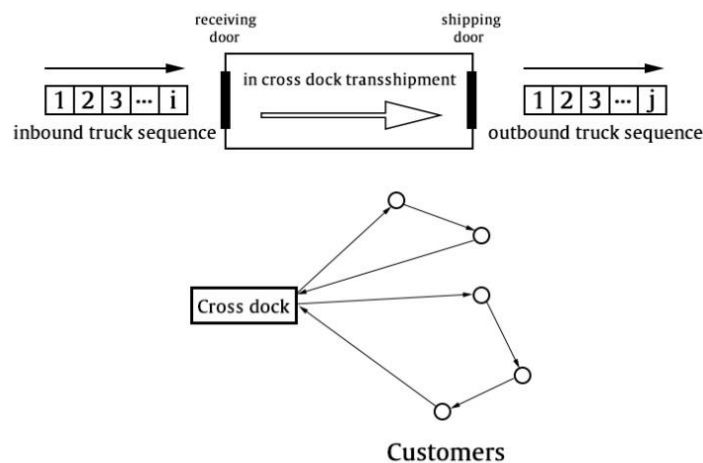 receiving
door
shipping
door
in cross dock transshipment
1 2 3 ··· i
inbound truck sequence
1 2 3 ··· j
outbound truck sequence
Cross dock
Customers